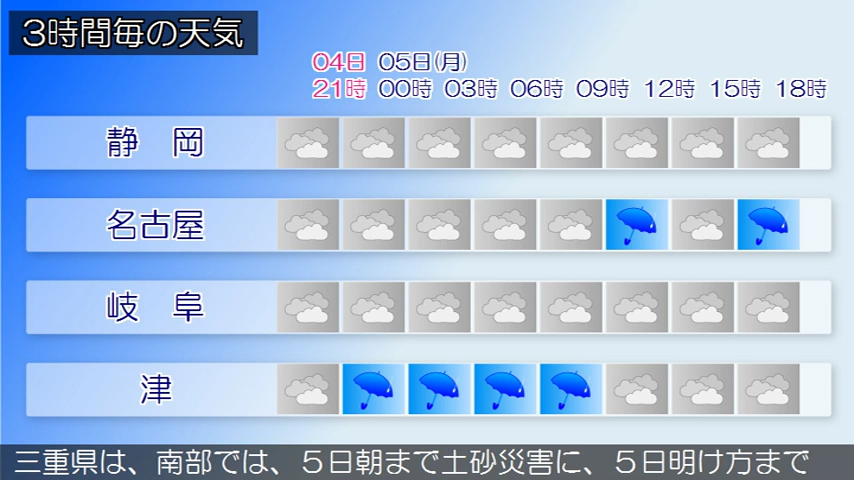 3時間毎の天気
04日 05日(月)
21時 00時 03時 06時 09時 12時 15時 18時
静 岡
名古屋
岐 阜
津
三重県は、南部では、５日朝まで土砂災害に、５日明け方まで